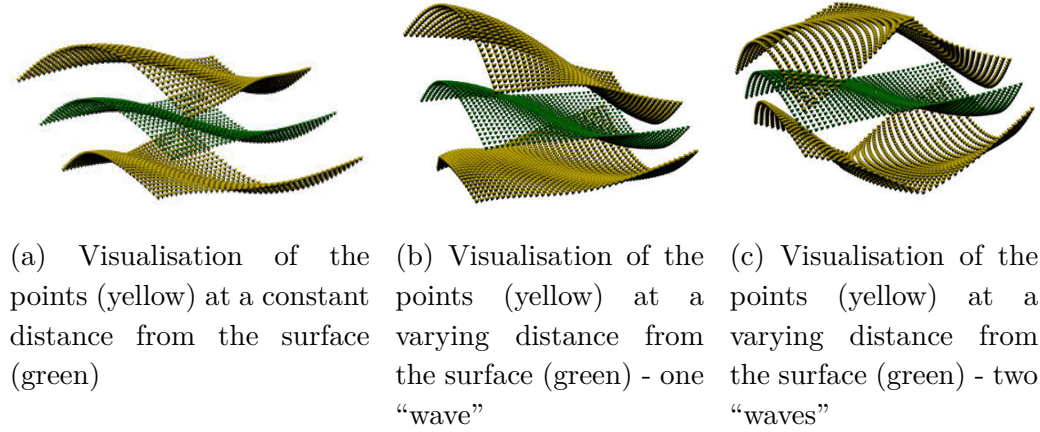 (a) Visualisation of the
points (yellow) at a constant
distance from the surface
(green)
(b) Visualisation of the
points (yellow) at a
varying distance from
the surface (green) - one
“wave”
(c) Visualisation of the
points (yellow) at a
varying distance from
the surface (green) - two
“waves”